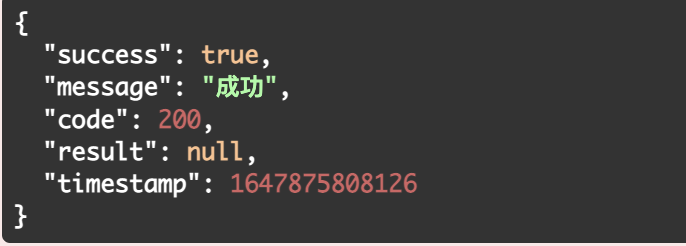 {
"success": true,
"message": "成功",
"code": 200,
"result": null,
"timestamp": 1647875808126
}